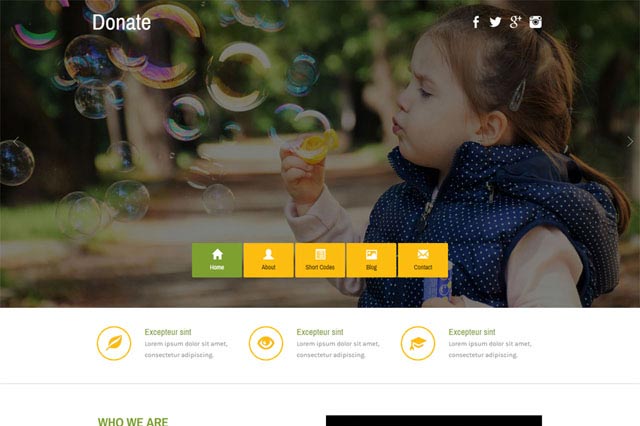 Donate
Home
About
Short Codes
Blog
Contact
Excepteur sint
Lorem ipsum dolor sit amet,
consectetur adipiscing.
Excepteur sint
Lorem ipsum dolor sit amet,
consectetur adipiscing.
Excepteur sint
Lorem ipsum dolor sit amet,
consectetur adipiscing.
WHO WE ARE